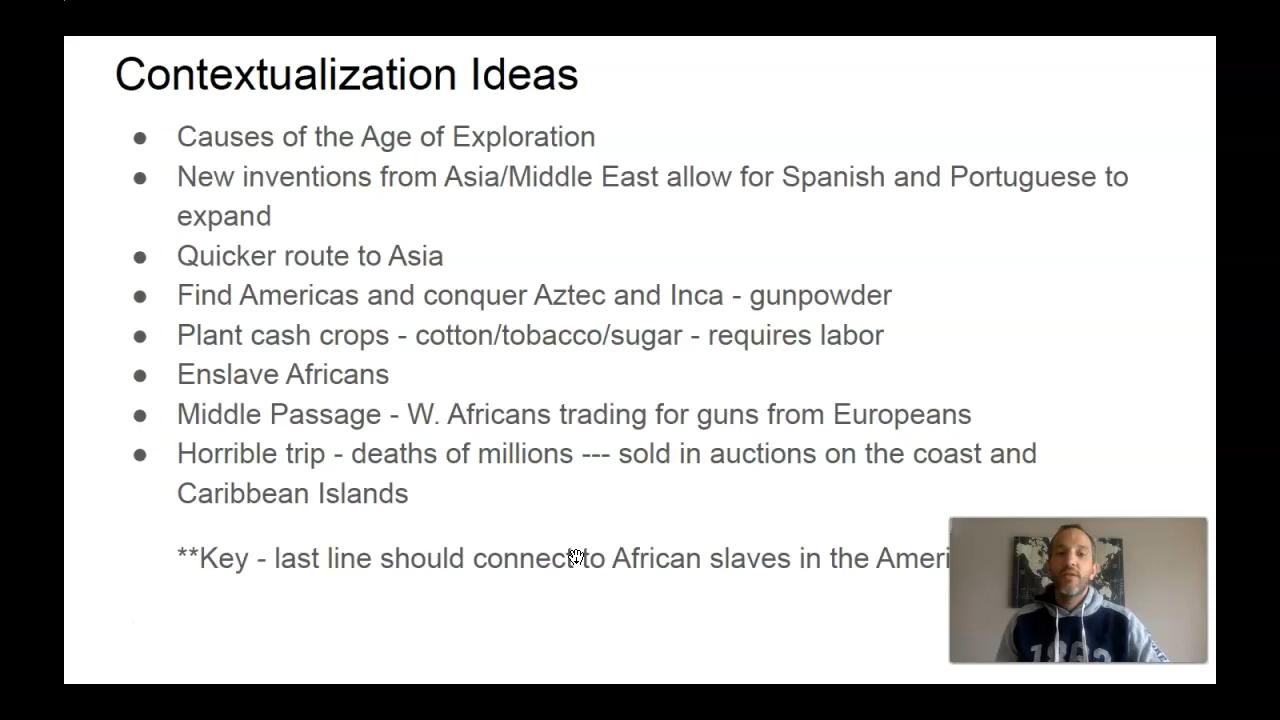 Contextualization Ideas
● Causes of the Age of Exploration
● New inventions from Asia/Middle East allow for Spanish and Portuguese to
expand
● Quicker route to Asia
● Find Americas and conquer Aztec and Inca - gunpowder
● Plant cash crops - cotton/tobacco/sugar - requires labor
● Enslave Africans
● Middle Passage - W. Africans trading for guns from Europeans
● Horrible trip - deaths of millions --- sold in auctions on the coast and
Caribbean Islands
**Key - last line should connect to African slaves in the Ameri